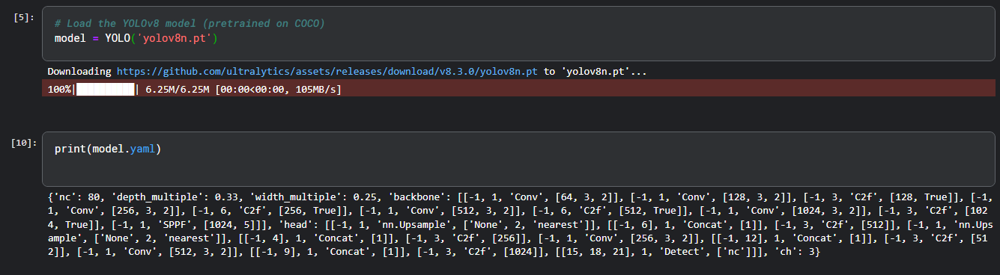 [5]:
# Load the YOLOv8 model (pretrained on COCO)
model = YOLO('yolov8n.pt')
Downloading https://github.com/ultralytics/assets/releases/download/v8.3.0/yolov8n.pt to 'yolov8n.pt'...
100%|██████████| 6.25M/6.25M [00:00<00:00, 105MB/s]
[10]:
print(model.yaml)
{'nc': 80, 'depth_multiple': 0.33, 'width_multiple': 0.25, 'backbone': [[-1, 1, 'Conv', [64, 3, 2]], [-1, 1, 'Conv', [128, 3, 2]], [-1, 3, 'C2f', [128, True]], [-1,
1, 'Conv', [256, 3, 2]], [-1, 6, 'C2f', [256, True]], [-1, 1, 'Conv', [512, 3, 2]], [-1, 6, 'C2f', [512, True]], [-1, 1, 'Conv', [1024, 3, 2]], [-1, 3, 'C2f', [102
4, True]], [-1, 1, 'SPPF', [1024, 5]]], 'head': [[-1, 1, 'nn.Upsample', ['None', 2, 'nearest']], [[-1, 6], 1, 'Concat', [1]], [-1, 3, 'C2f', [512]], [-1, 1, 'nn.Ups
ample', ['None', 2, 'nearest']], [[-1, 4], 1, 'Concat', [1]], [-1, 3, 'C2f', [256]], [-1, 1, 'Conv', [256, 3, 2]], [[-1, 12], 1, 'Concat', [1]], [-1, 3, 'C2f', [51
2]], [-1, 1, 'Conv', [512, 3, 2]], [[-1, 9], 1, 'Concat', [1]], [-1, 3, 'C2f', [1024]], [[15, 18, 21], 1, 'Detect', ['nc']]], 'ch': 3}